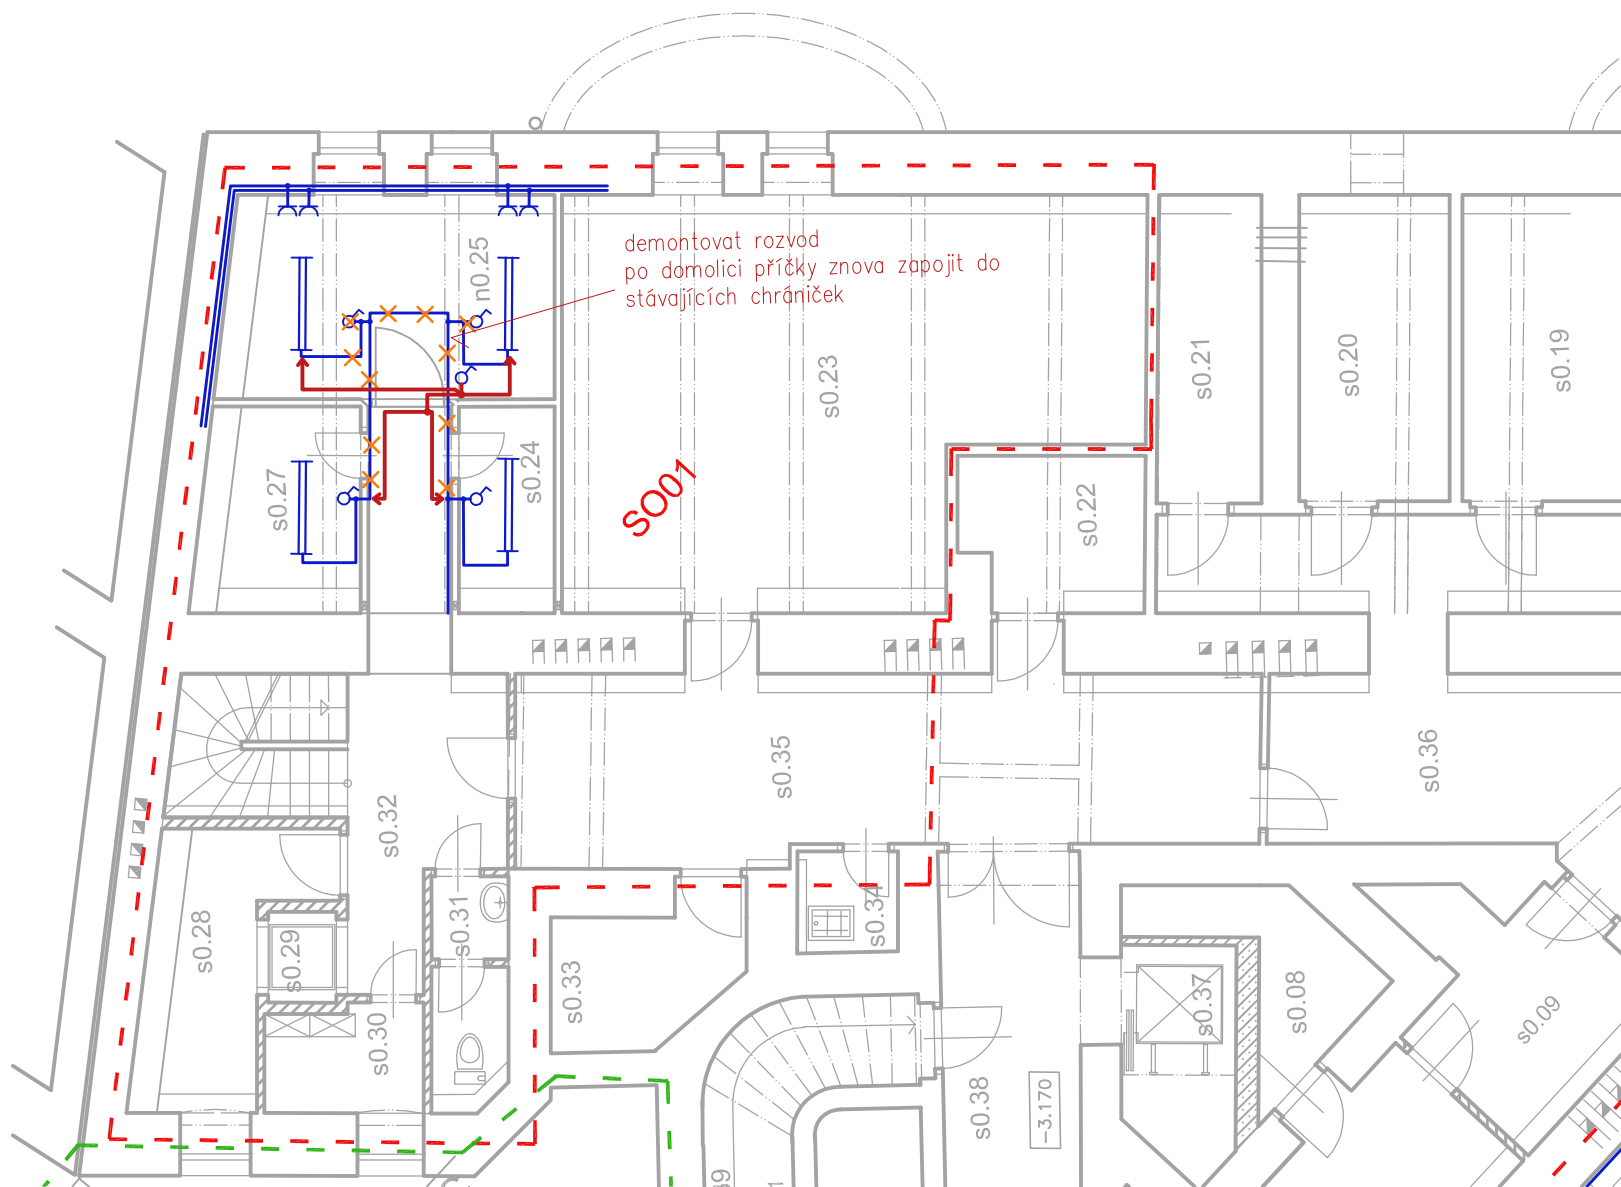 demontovat rozvod
po domolici příčky znova zapojit do
stávajících chrániček
n0.25
s0.23
s0.21
s0.20
s0.19
s0.27
s0.24
SO01
s0.22
s0.35
s0.36
s0.32
s0.28
s0.29
s0.31
s0.34
s0.33
s0.30
s0.37
s0.08
s0.09
s0.38
-3.170